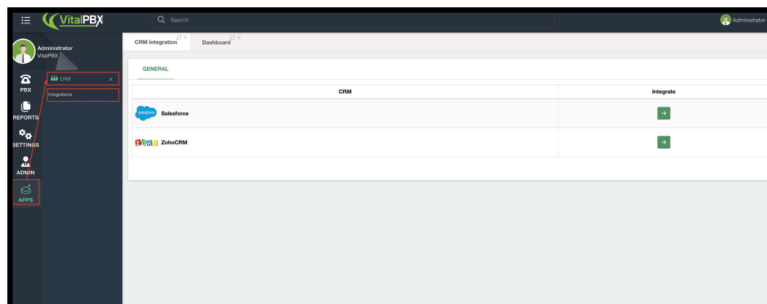 VitalPBX
Search
Administrator
Administrator
VitalPBX
CRM Integration
Dashboard
PBX
REPORTS
SETTINGS
ADMIN
APPS
CRM
Integrations
GENERAL
CRM
Integrate
salesforce
Salesforce
ZOHO
ZohoCRM